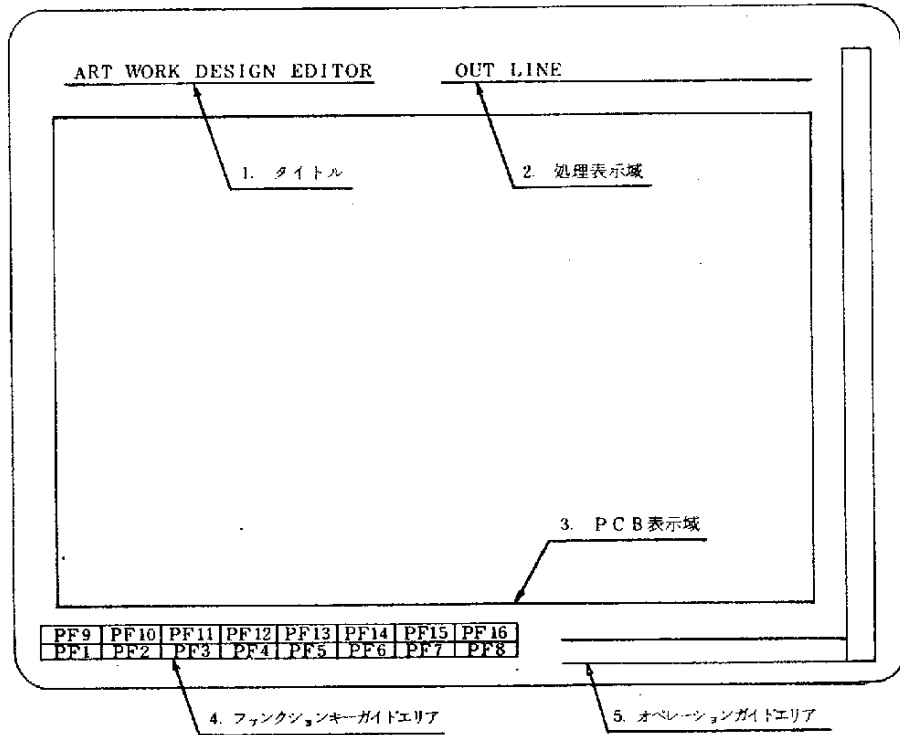 ART WORK DESIGN EDITOR OUT LINE
1. タイトル 2. 処理表示域
3. PCB表示域
PF9 PF10 PF11 PF12 PF13 PF14 PF15 PF16
PF1 PF2 PF3 PF4 PF5 PF6 PF7 PF8
4. ファンクションキーガイドエリア 5. オペレーションガイドエリア